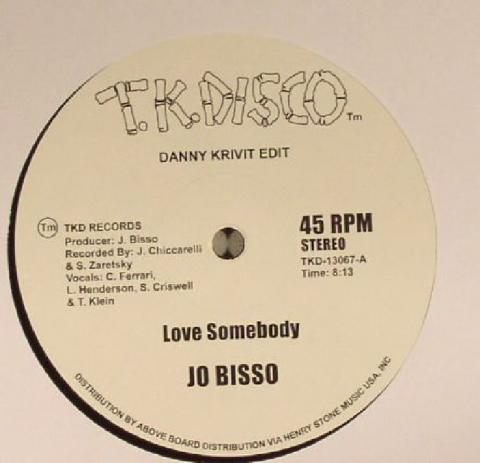 T.K.DISCO Tm
DANNY KRIVIT EDIT
Tm TKD RECORDS
Producer: J. Bisso
Recorded By: J. Chiccarelli
& S. Zaretsky
Vocals: C. Ferrari,
L. Henderson, S. Criswell
& T. Klein
45 RPM
STEREO
TKD-13067-A
Time: 8:13
Love Somebody
JO BISSO
DISTRIBUTION BY ABOVE BOARD DISTRIBUTION VIA HENRY STONE MUSIC USA, INC